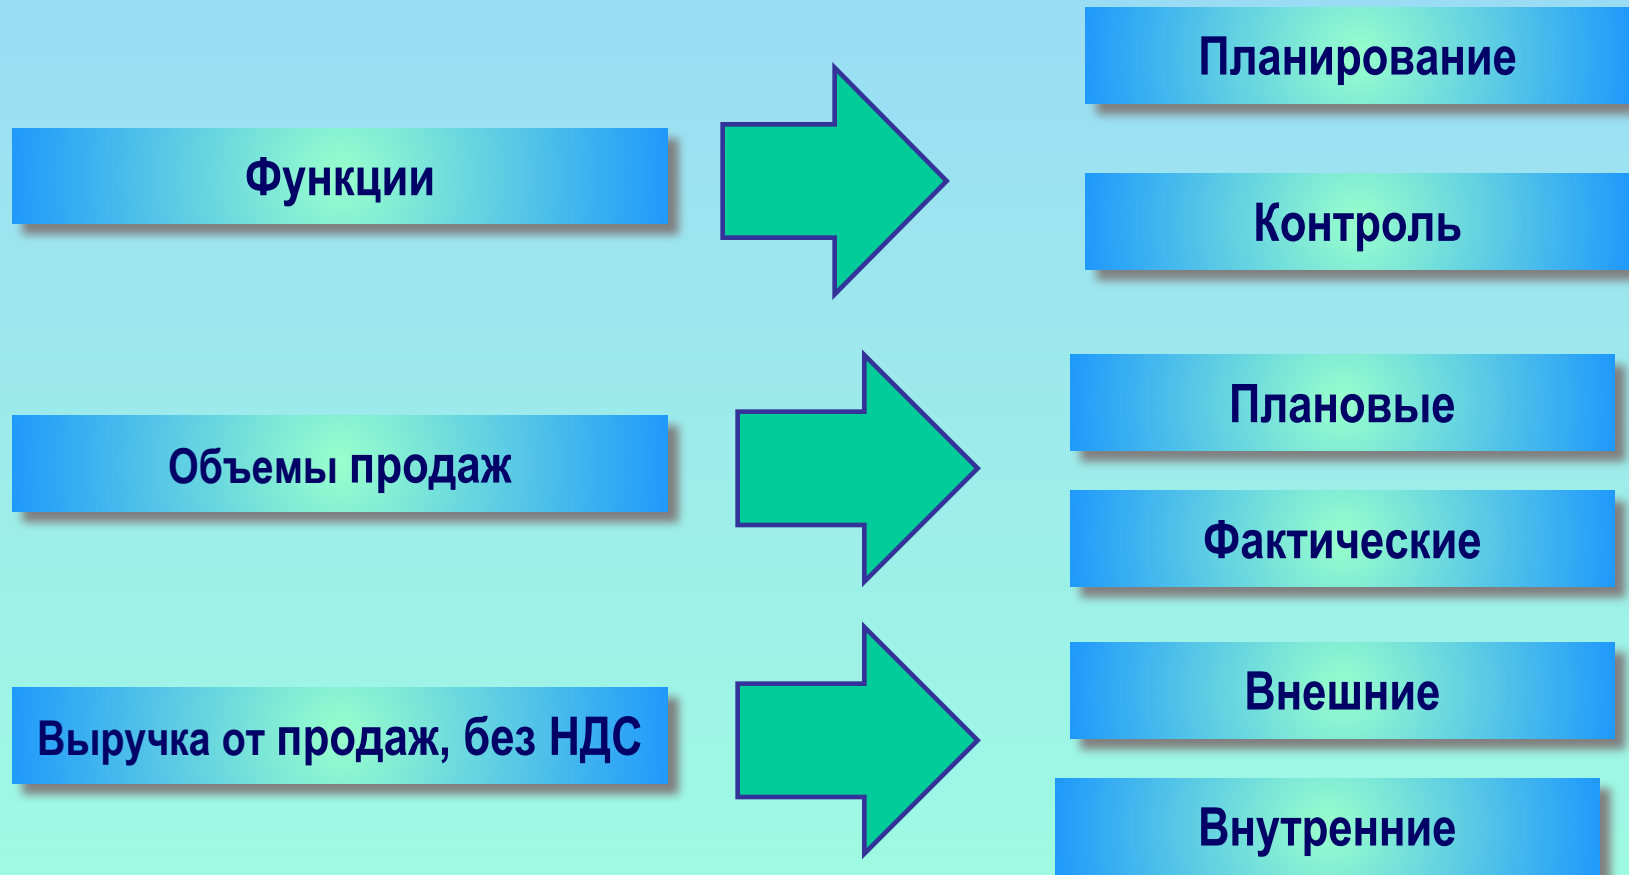 Функции
Планирование
Контроль
Объемы продаж
Плановые
Фактические
Выручка от продаж, без НДС
Внешние
Внутренние